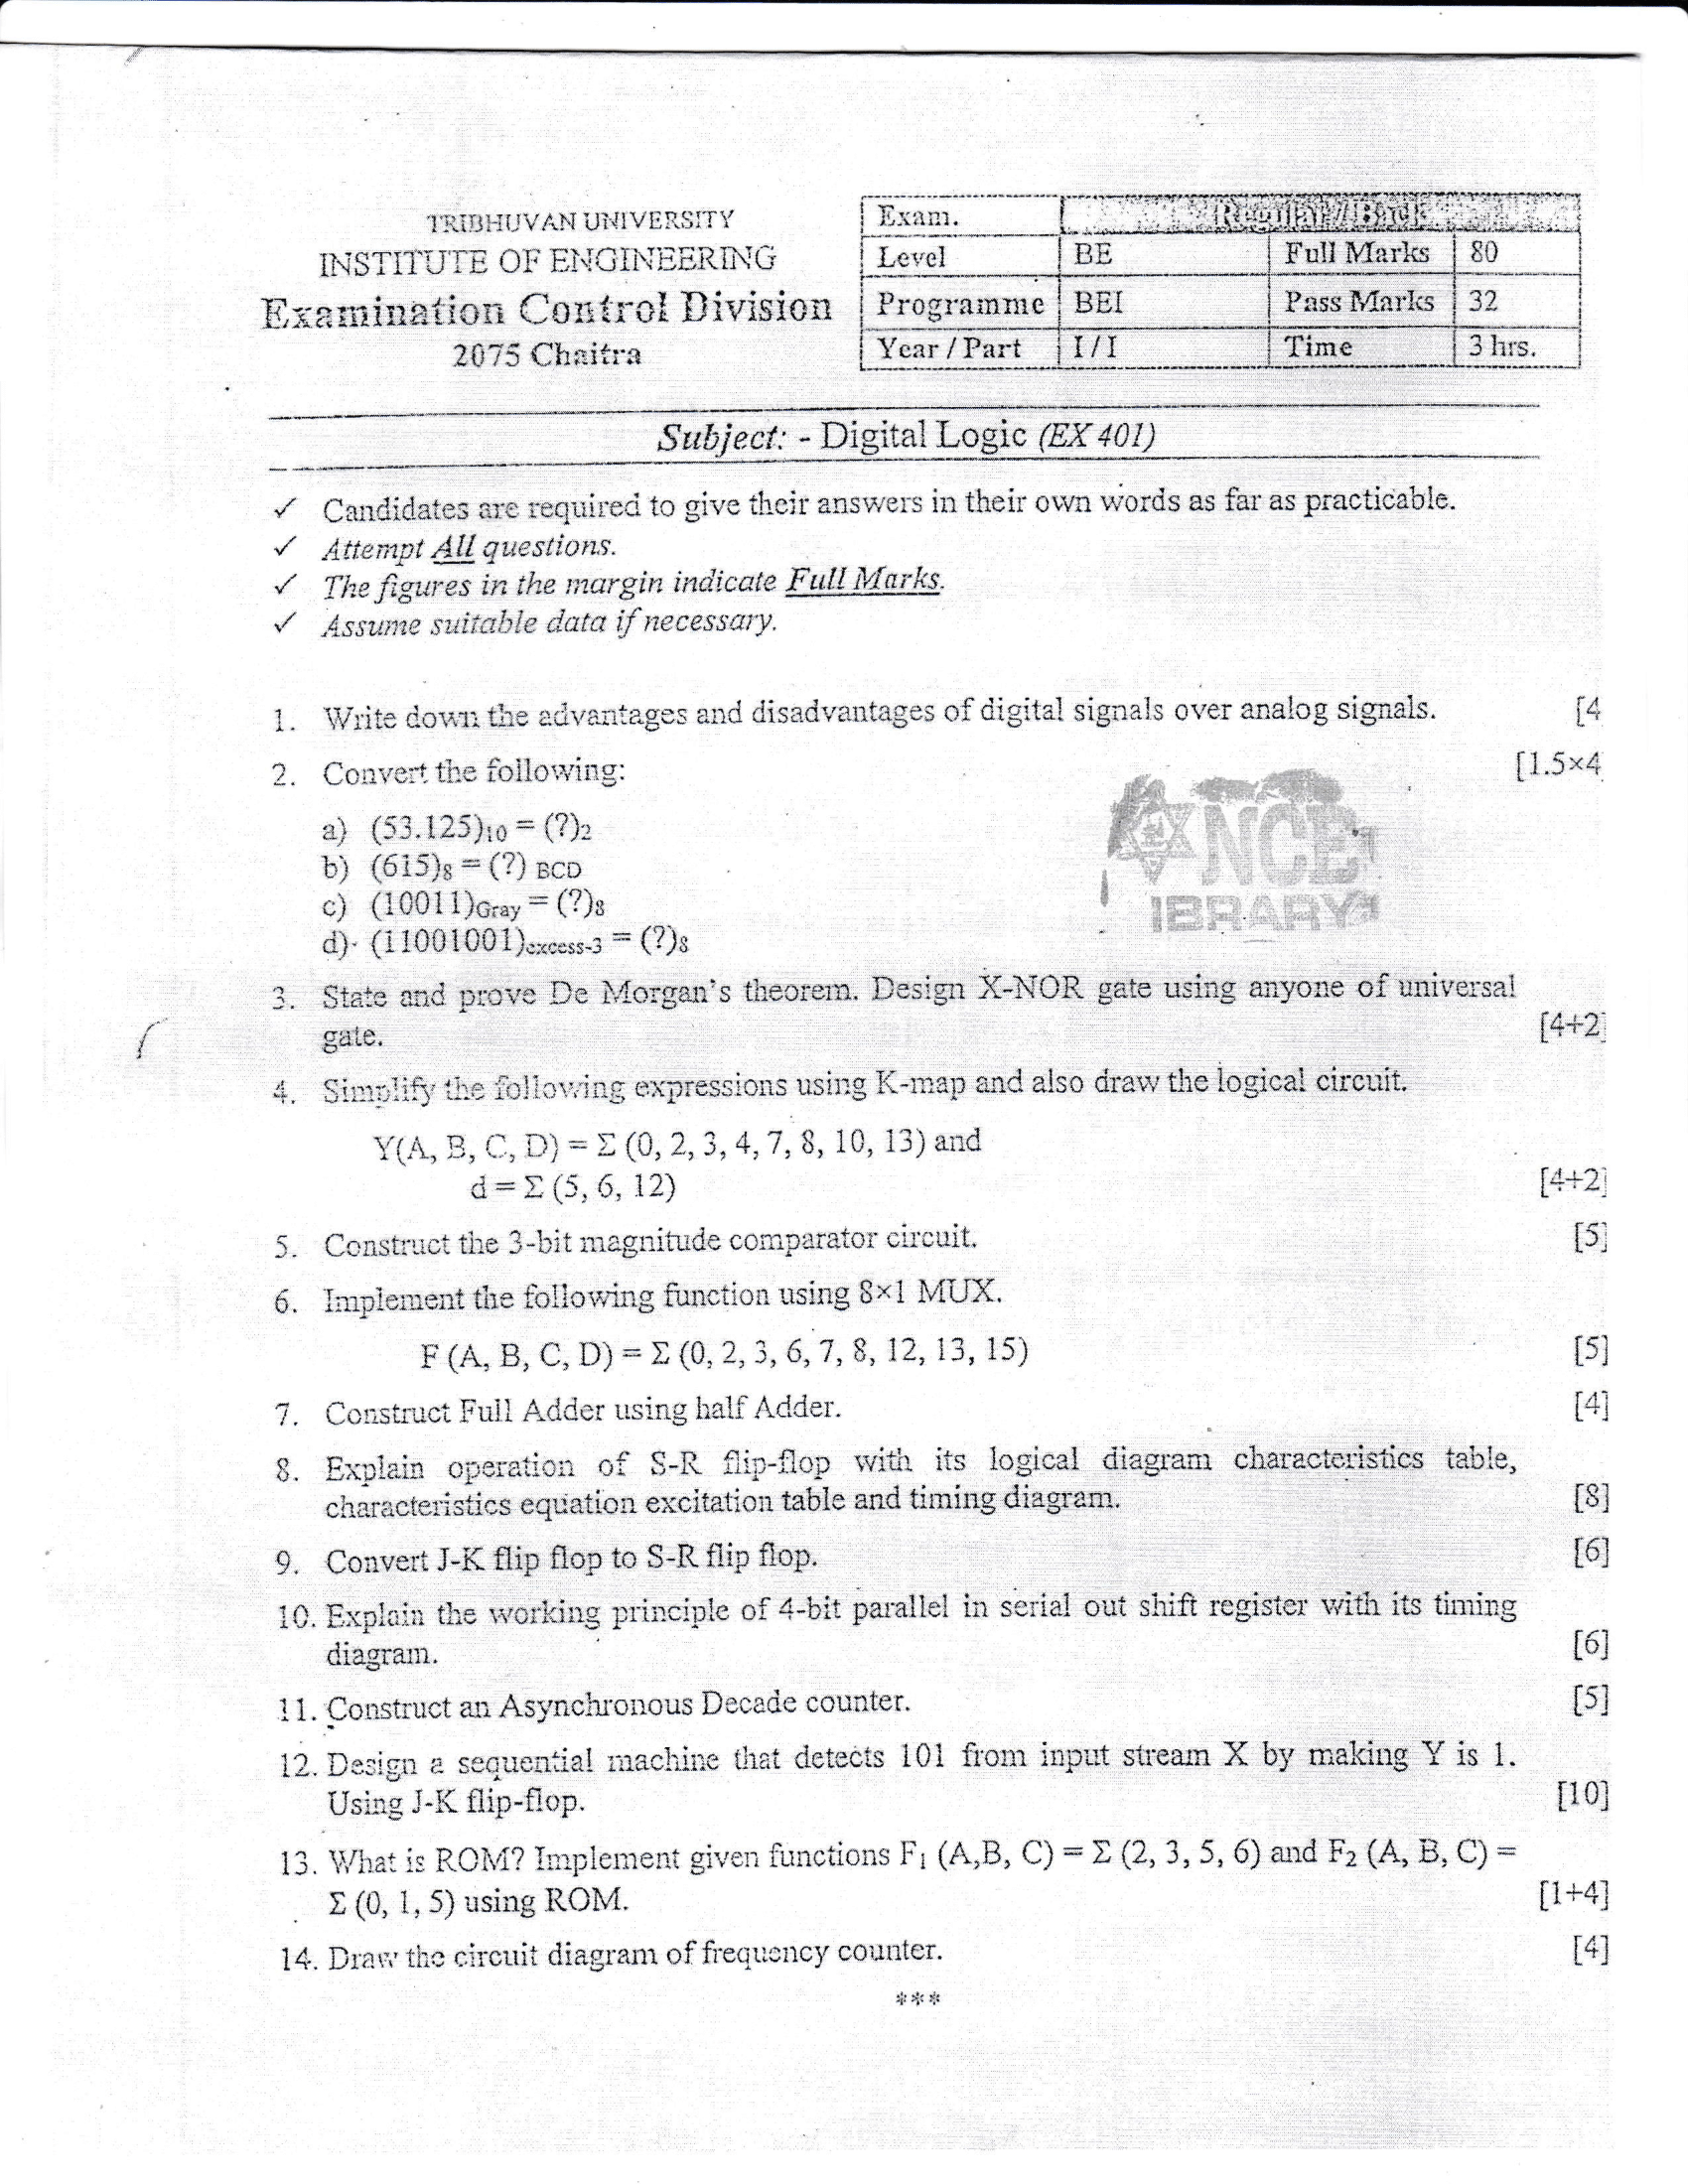 TRIBHUVAN UNIVERSITY
INSTITUTE OF ENGINEERING
Examination Control Division
2075 Chaitra
Exam. Regular / Back
Level BE Full Marks 80
Programme BEI Pass Marks 32
Year / Part I / I Time 3 hrs.
Subject: - Digital Logic (EX 401)
✓ Candidates are required to give their answers in their own words as far as practicable.
✓ Attempt All questions.
✓ The figures in the margin indicate Full Marks.
✓ Assume suitable data if necessary.
1. Write down the advantages and disadvantages of digital signals over analog signals. [4
2. Convert the following: [1.5×4
a) (53.125)₁₀ = (?)₂
b) (615)₈ = (?) BCD
c) (10011)Gray = (?)₈
d) (11001001)excess-3 = (?)₈
NCE
IBRARY
3. State and prove De Morgan's theorem. Design X-NOR gate using anyone of universal
gate. [4+2]
4. Simplify the following expressions using K-map and also draw the logical circuit.
Y(A, B, C, D) = Σ (0, 2, 3, 4, 7, 8, 10, 13) and
d = Σ (5, 6, 12) [4+2]
5. Construct the 3-bit magnitude comparator circuit. [5]
6. Implement the following function using 8×1 MUX.
F (A, B, C, D) = Σ (0, 2, 3, 6, 7, 8, 12, 13, 15) [5]
7. Construct Full Adder using half Adder. [4]
8. Explain operation of S-R flip-flop with its logical diagram characteristics table,
characteristics equation excitation table and timing diagram. [8]
9. Convert J-K flip flop to S-R flip flop. [6]
10. Explain the working principle of 4-bit parallel in serial out shift register with its timing
diagram. [6]
11. Construct an Asynchronous Decade counter. [5]
12. Design a sequential machine that detects 101 from input stream X by making Y is 1.
Using J-K flip-flop. [10]
13. What is ROM? Implement given functions F₁ (A,B, C) = Σ (2, 3, 5, 6) and F₂ (A, B, C) =
Σ (0, 1, 5) using ROM. [1+4]
14. Draw the circuit diagram of frequency counter. [4]
***